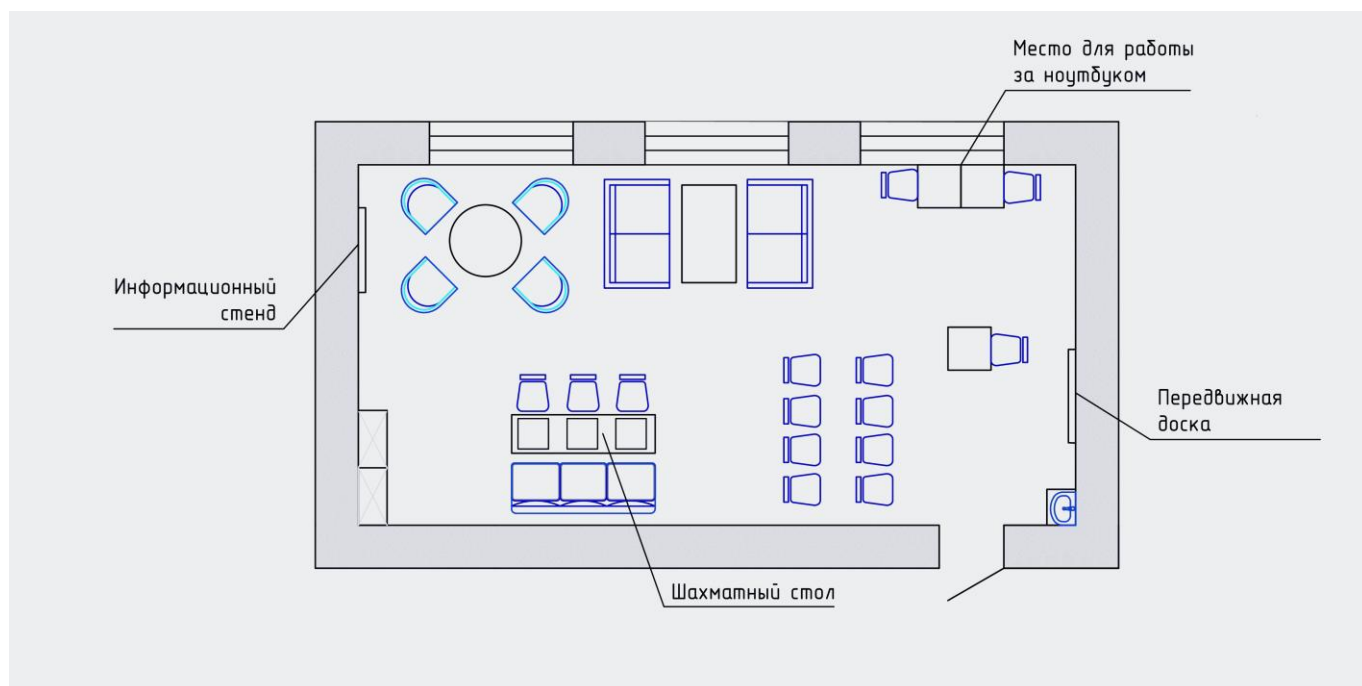 Место для работы
за ноутбуком
Информационный
стенд
Передвижная
доска
Шахматный стол